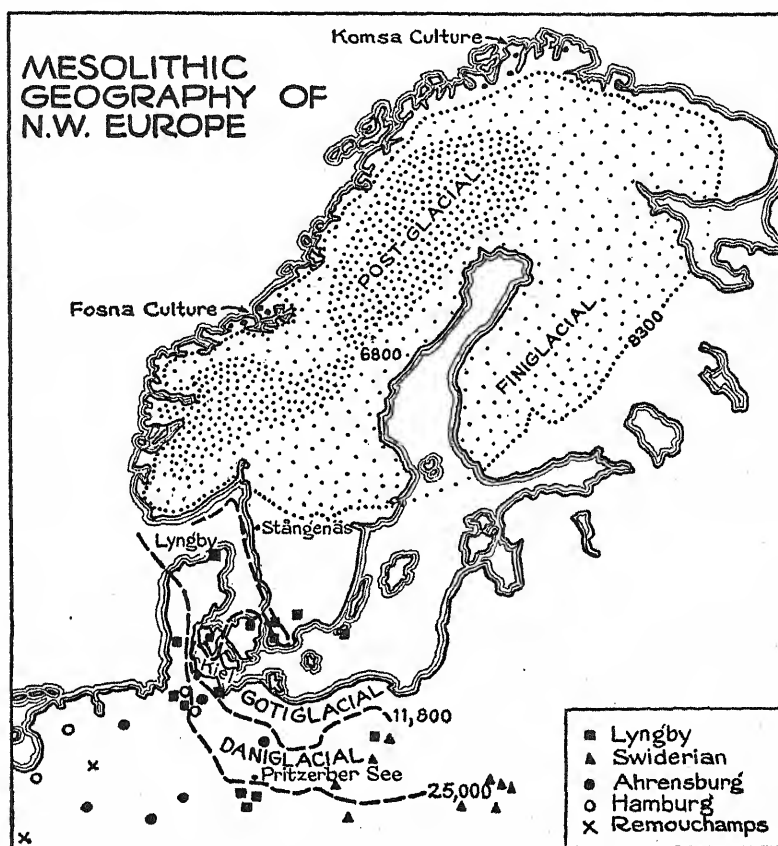 MESOLITHIC
GEOGRAPHY OF
N.W. EUROPE
Komsa Culture
POST GLACIAL
Fosna Culture
6800
FINIGLACIAL
8300
Stångenäs
Lyngby
Kiel
GOTIGLACIAL
11,800
DANIGLACIAL
Pritzerber See
25,000
Lyngby
Swiderian
Ahrensburg
Hamburg
Remouchamps